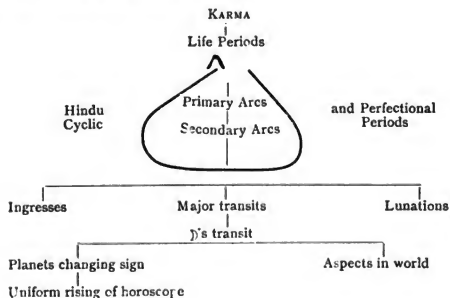 KARMA
Life Periods
Primary Arcs
Hindu Cyclic
and Perfectional Periods
Secondary Arcs
Ingresses
Major transits
Lunations
☽'s transit
Planets changing sign
Aspects in world
Uniform rising of horoscope